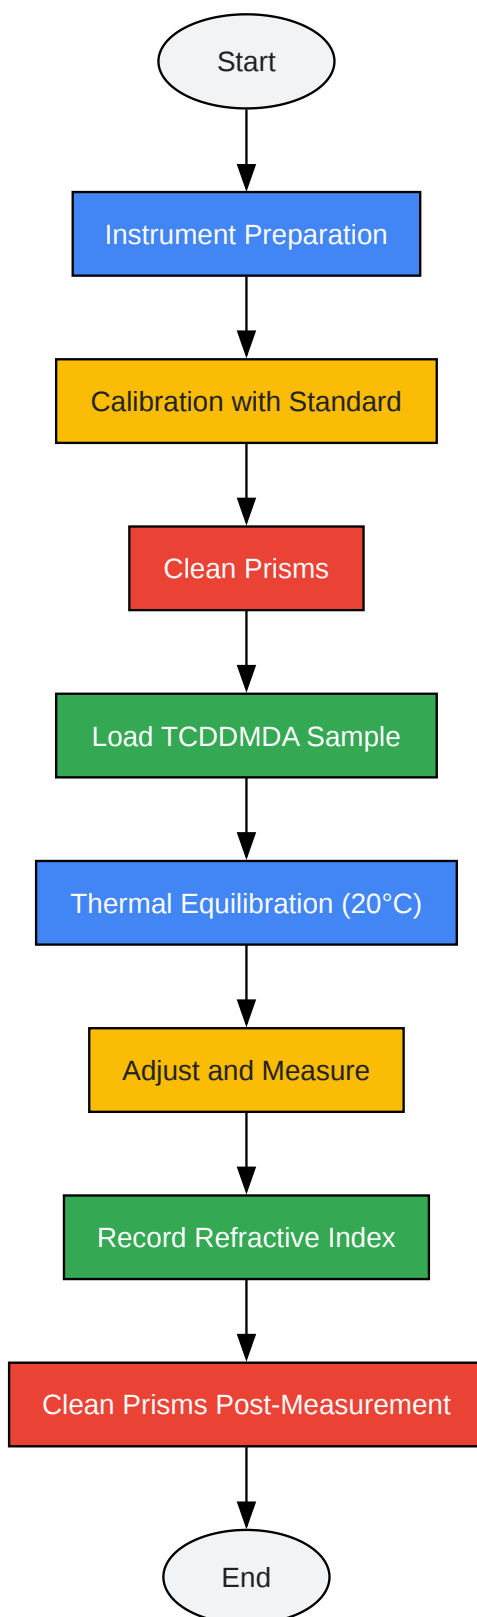 Start
Instrument Preparation
Calibration with Standard
Clean Prisms
Load TCDDMDA Sample
Thermal Equilibration (20°C)
Adjust and Measure
Record Refractive Index
Clean Prisms Post-Measurement
End